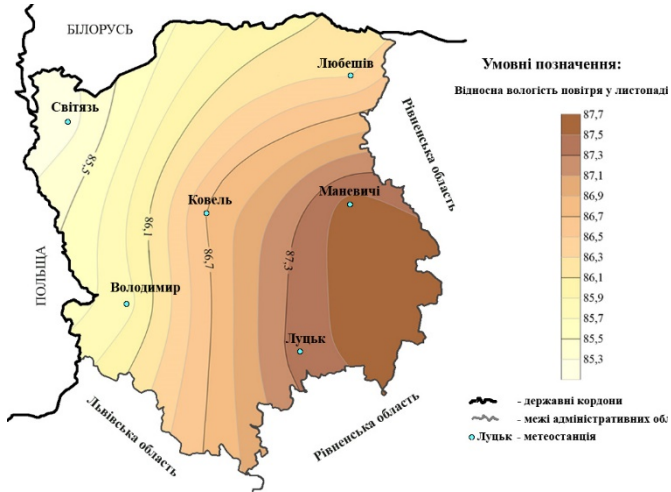 БІЛОРУСЬ
Любешів
Світязь
85,5
Рівненська область
Ковель
Маневичі
86,1
86,7
87,3
ПОЛЬЩА
Володимир
Луцьк
Львівська область
Рівненська область
Умовні позначення:
Відносна вологість повітря у листопаді
87,7
87,5
87,3
87,1
86,9
86,7
86,5
86,3
86,1
85,9
85,7
85,5
85,3
- державні кордони
- межі адміністративних обл
Луцьк - метеостанція